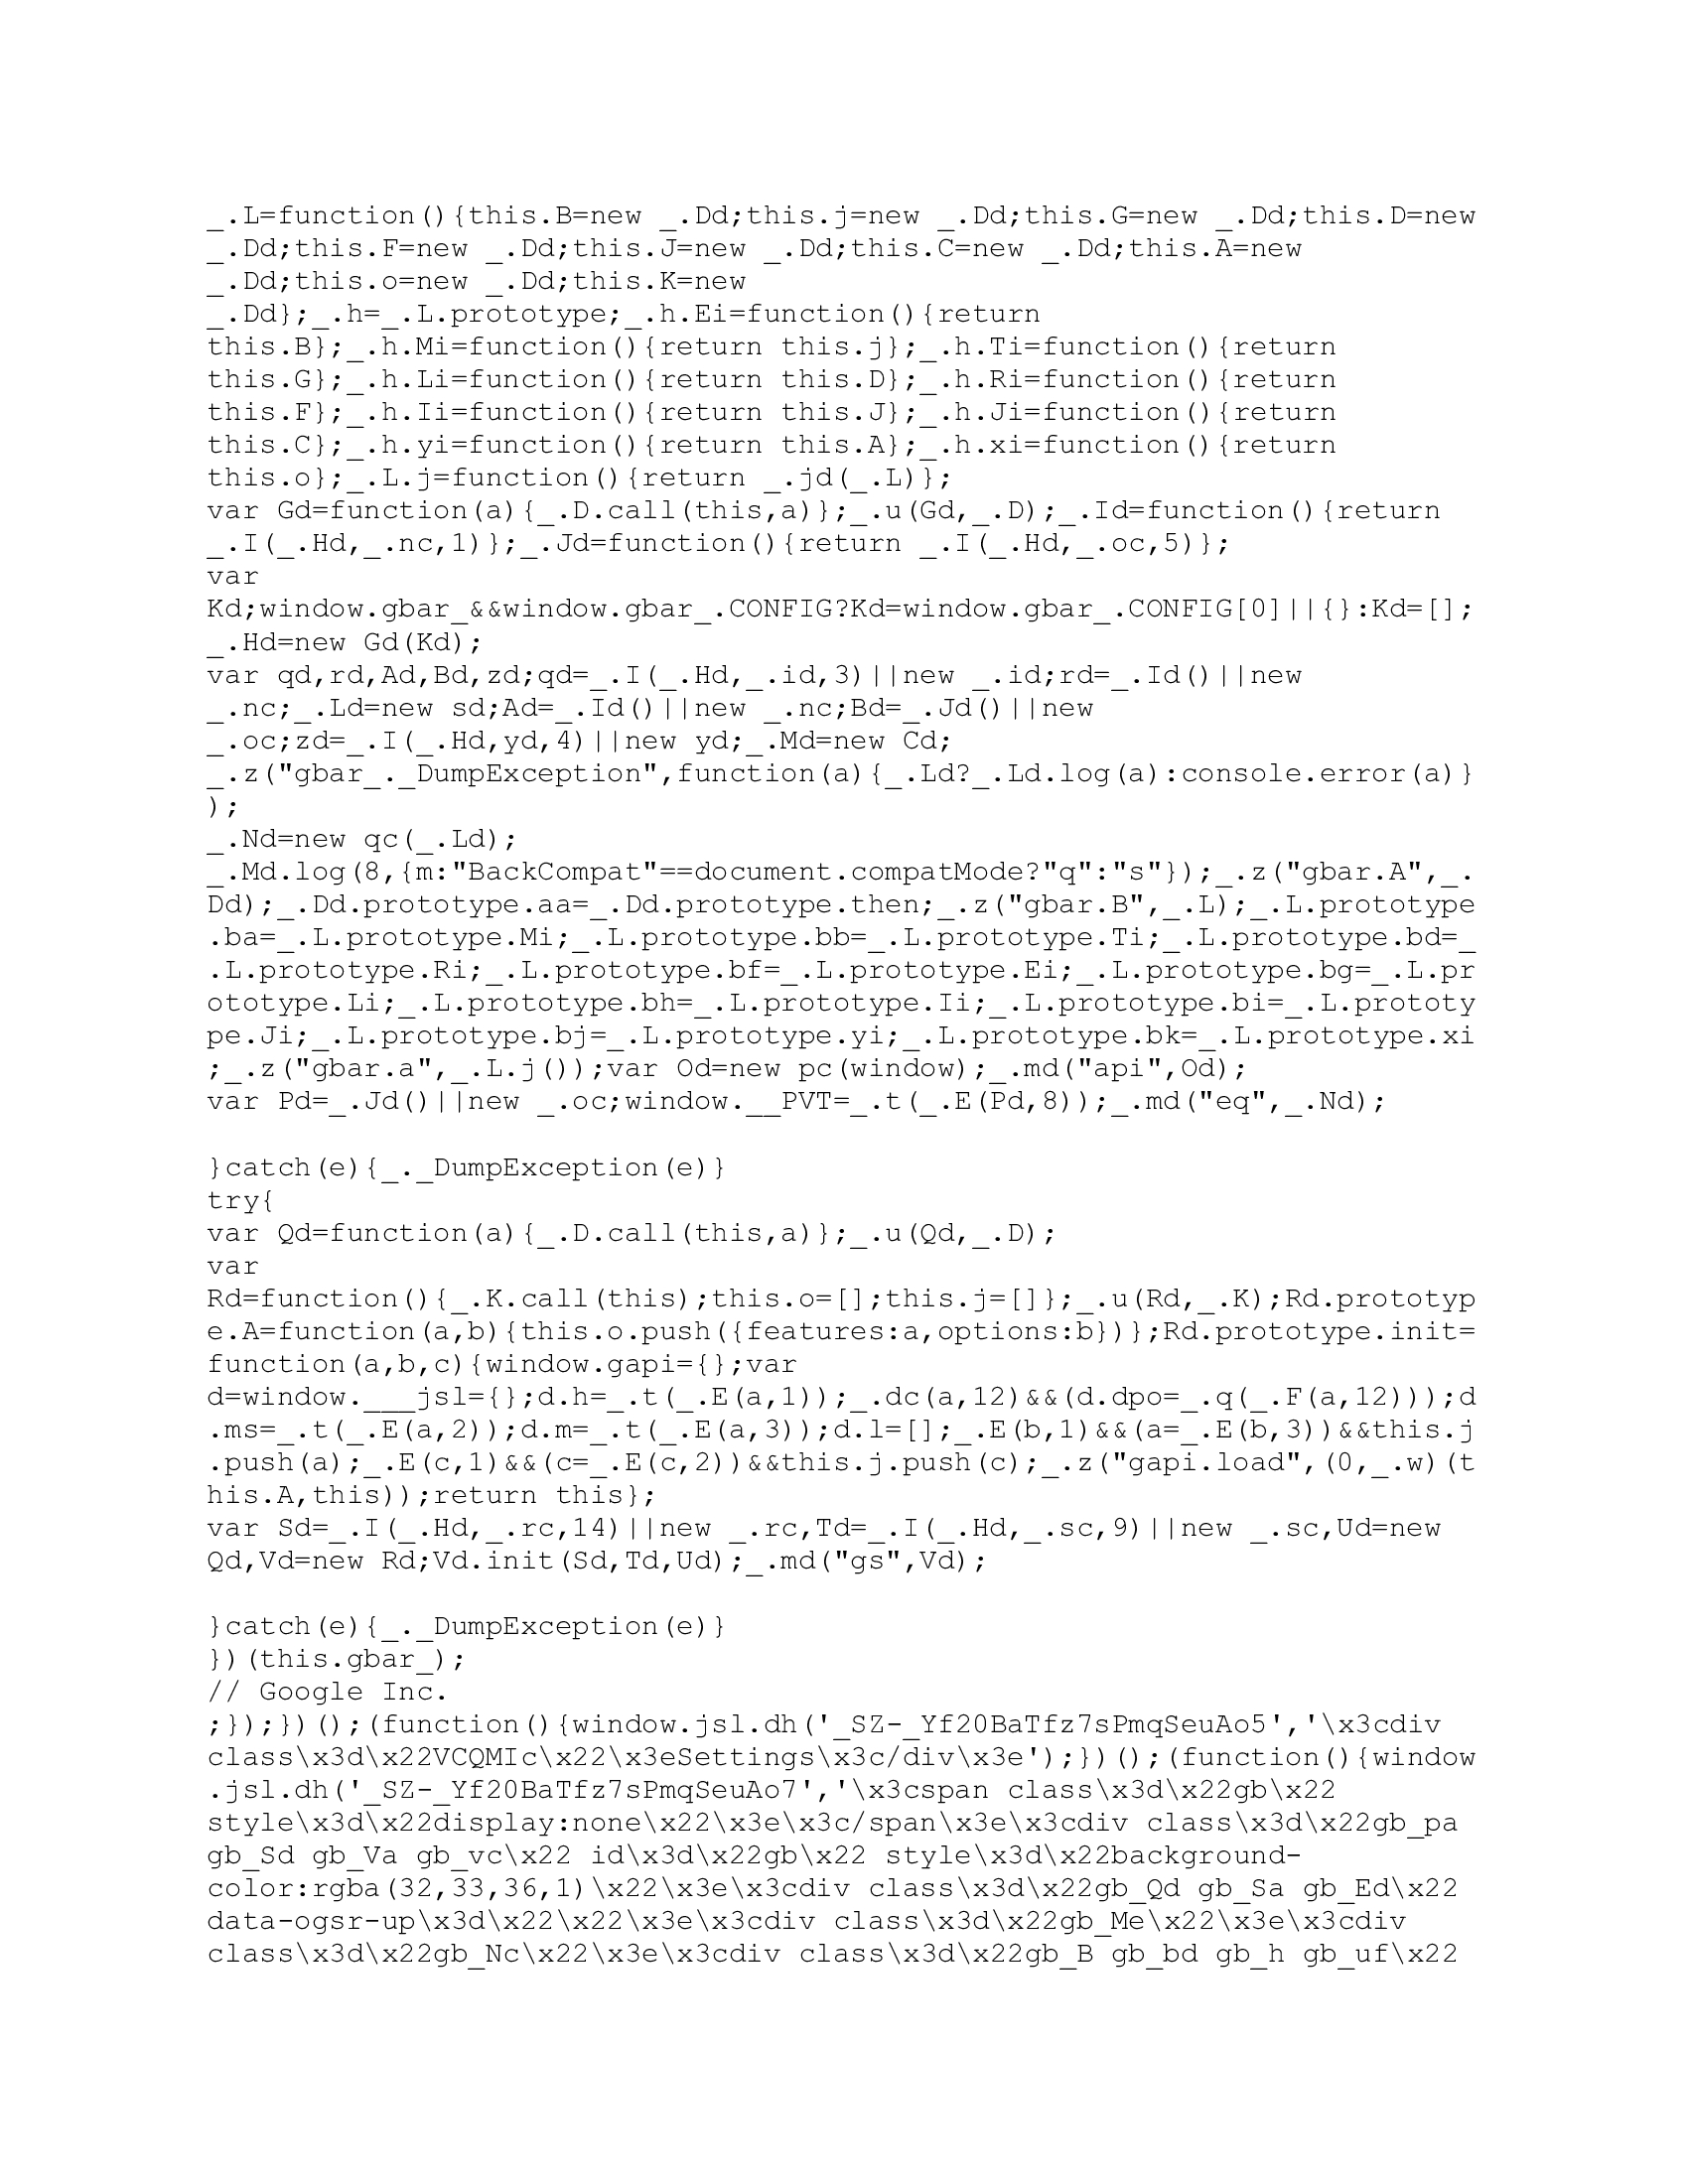 _.L=function(){this.B=new _.Dd;this.j=new _.Dd;this.G=new _.Dd;this.D=new
_.Dd;this.F=new _.Dd;this.J=new _.Dd;this.C=new _.Dd;this.A=new
_.Dd;this.o=new _.Dd;this.K=new
_.Dd};_.h=_.L.prototype;_.h.Ei=function(){return
this.B};_.h.Mi=function(){return this.j};_.h.Ti=function(){return
this.G};_.h.Li=function(){return this.D};_.h.Ri=function(){return
this.F};_.h.Ii=function(){return this.J};_.h.Ji=function(){return
this.C};_.h.yi=function(){return this.A};_.h.xi=function(){return
this.o};_.L.j=function(){return _.jd(_.L)};
var Gd=function(a){_.D.call(this,a)};_.u(Gd,_.D);_.Id=function(){return
_.I(_.Hd,_.nc,1)};_.Jd=function(){return _.I(_.Hd,_.oc,5)};
var
Kd;window.gbar_&&window.gbar_.CONFIG?Kd=window.gbar_.CONFIG[0]||{}:Kd=[];
_.Hd=new Gd(Kd);
var qd,rd,Ad,Bd,zd;qd=_.I(_.Hd,_.id,3)||new _.id;rd=_.Id()||new
_.nc;_.Ld=new sd;Ad=_.Id()||new _.nc;Bd=_.Jd()||new
_.oc;zd=_.I(_.Hd,yd,4)||new yd;_.Md=new Cd;
_.z("gbar_._DumpException",function(a){_.Ld?_.Ld.log(a):console.error(a)}
);
_.Nd=new qc(_.Ld);
_.Md.log(8,{m:"BackCompat"==document.compatMode?"q":"s"});_.z("gbar.A",_.
Dd);_.Dd.prototype.aa=_.Dd.prototype.then;_.z("gbar.B",_.L);_.L.prototype
.ba=_.L.prototype.Mi;_.L.prototype.bb=_.L.prototype.Ti;_.L.prototype.bd=_
.L.prototype.Ri;_.L.prototype.bf=_.L.prototype.Ei;_.L.prototype.bg=_.L.pr
ototype.Li;_.L.prototype.bh=_.L.prototype.Ii;_.L.prototype.bi=_.L.prototy
pe.Ji;_.L.prototype.bj=_.L.prototype.yi;_.L.prototype.bk=_.L.prototype.xi
;_.z("gbar.a",_.L.j());var Od=new pc(window);_.md("api",Od);
var Pd=_.Jd()||new _.oc;window.__PVT=_.t(_.E(Pd,8));_.md("eq",_.Nd);
}catch(e){_._DumpException(e)}
try{
var Qd=function(a){_.D.call(this,a)};_.u(Qd,_.D);
var
Rd=function(){_.K.call(this);this.o=[];this.j=[]};_.u(Rd,_.K);Rd.prototyp
e.A=function(a,b){this.o.push({features:a,options:b})};Rd.prototype.init=
function(a,b,c){window.gapi={};var
d=window.___jsl={};d.h=_.t(_.E(a,1));_.dc(a,12)&&(d.dpo=_.q(_.F(a,12)));d
.ms=_.t(_.E(a,2));d.m=_.t(_.E(a,3));d.l=[];_.E(b,1)&&(a=_.E(b,3))&&this.j
.push(a);_.E(c,1)&&(c=_.E(c,2))&&this.j.push(c);_.z("gapi.load",(0,_.w)(t
his.A,this));return this};
var Sd=_.I(_.Hd,_.rc,14)||new _.rc,Td=_.I(_.Hd,_.sc,9)||new _.sc,Ud=new
Qd,Vd=new Rd;Vd.init(Sd,Td,Ud);_.md("gs",Vd);
}catch(e){_._DumpException(e)}
})(this.gbar_);
// Google Inc.
;});})();(function(){window.jsl.dh('_SZ-_Yf20BaTfz7sPmqSeuAo5','\x3cdiv
class\x3d\x22VCQMIc\x22\x3eSettings\x3c/div\x3e');})();(function(){window
.jsl.dh('_SZ-_Yf20BaTfz7sPmqSeuAo7','\x3cspan class\x3d\x22gb\x22
style\x3d\x22display:none\x22\x3e\x3c/span\x3e\x3cdiv class\x3d\x22gb_pa
gb_Sd gb_Va gb_vc\x22 id\x3d\x22gb\x22 style\x3d\x22background-
color:rgba(32,33,36,1)\x22\x3e\x3cdiv class\x3d\x22gb_Qd gb_Sa gb_Ed\x22
data-ogsr-up\x3d\x22\x22\x3e\x3cdiv class\x3d\x22gb_Me\x22\x3e\x3cdiv
class\x3d\x22gb_Nc\x22\x3e\x3cdiv class\x3d\x22gb_B gb_bd gb_h gb_uf\x22